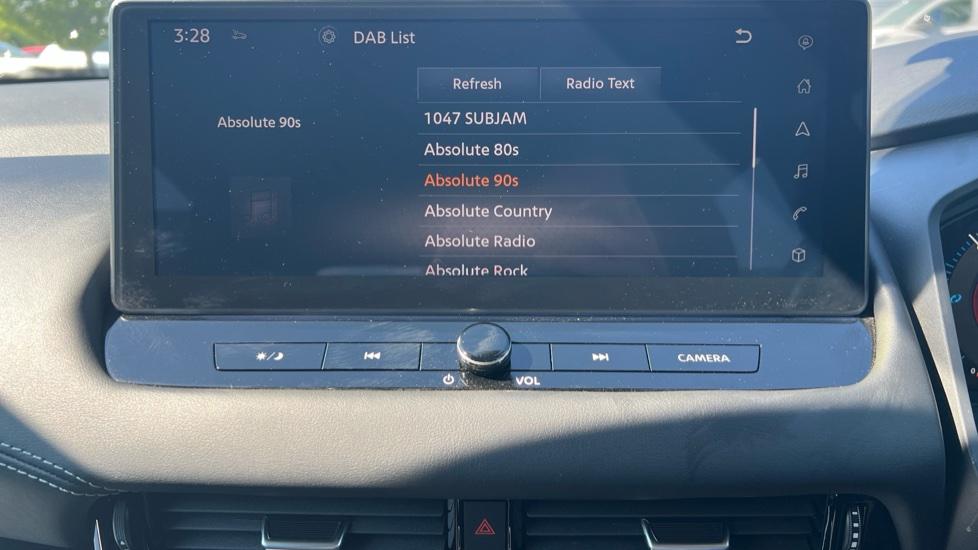 3:28
DAB List
Refresh
Radio Text
Absolute 90s
1047 SUBJAM
Absolute 80s
Absolute 90s
Absolute Country
Absolute Radio
Absolute Rock
VOL
CAMERA